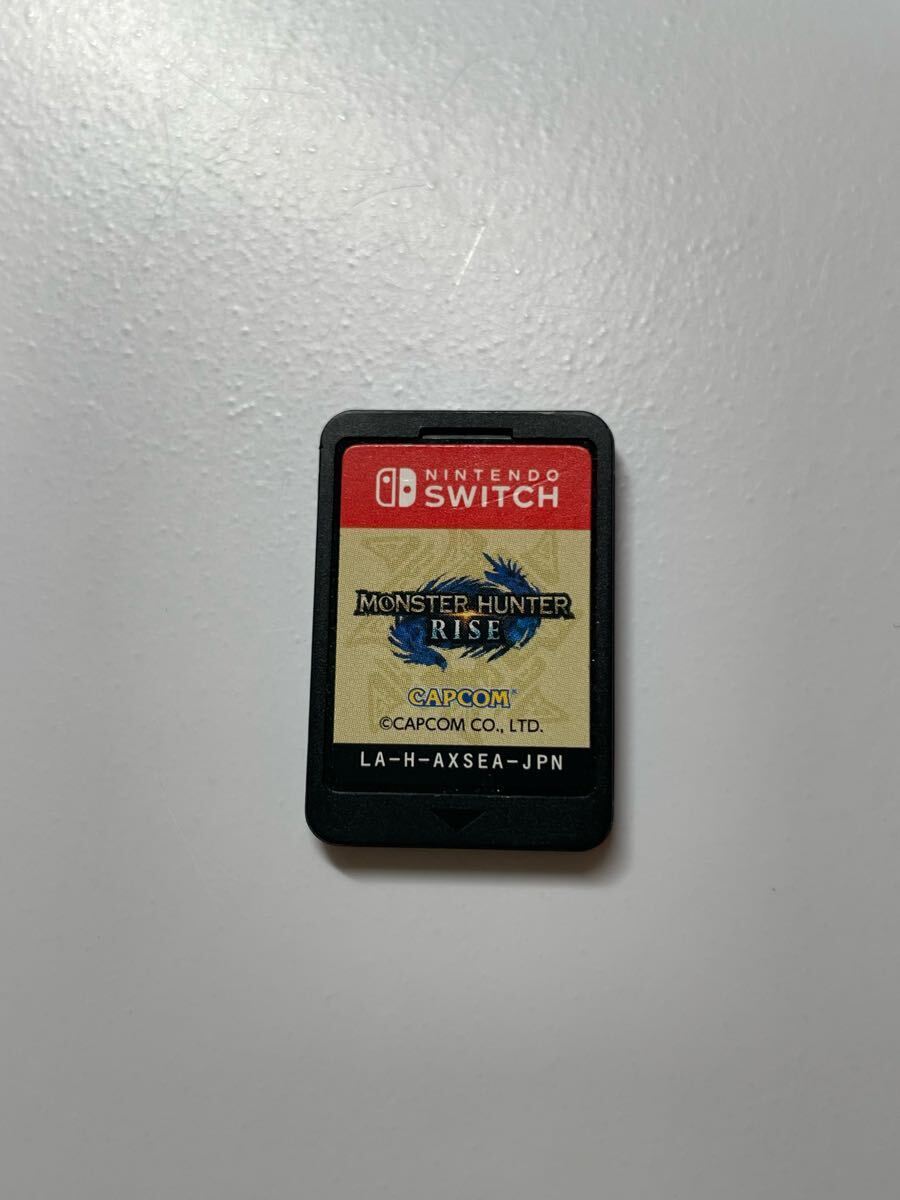 NINTENDO
SWITCH
MONSTER HUNTER
RISE
CAPCOM
©CAPCOM CO., LTD.
LA-H-AXSEA-JPN